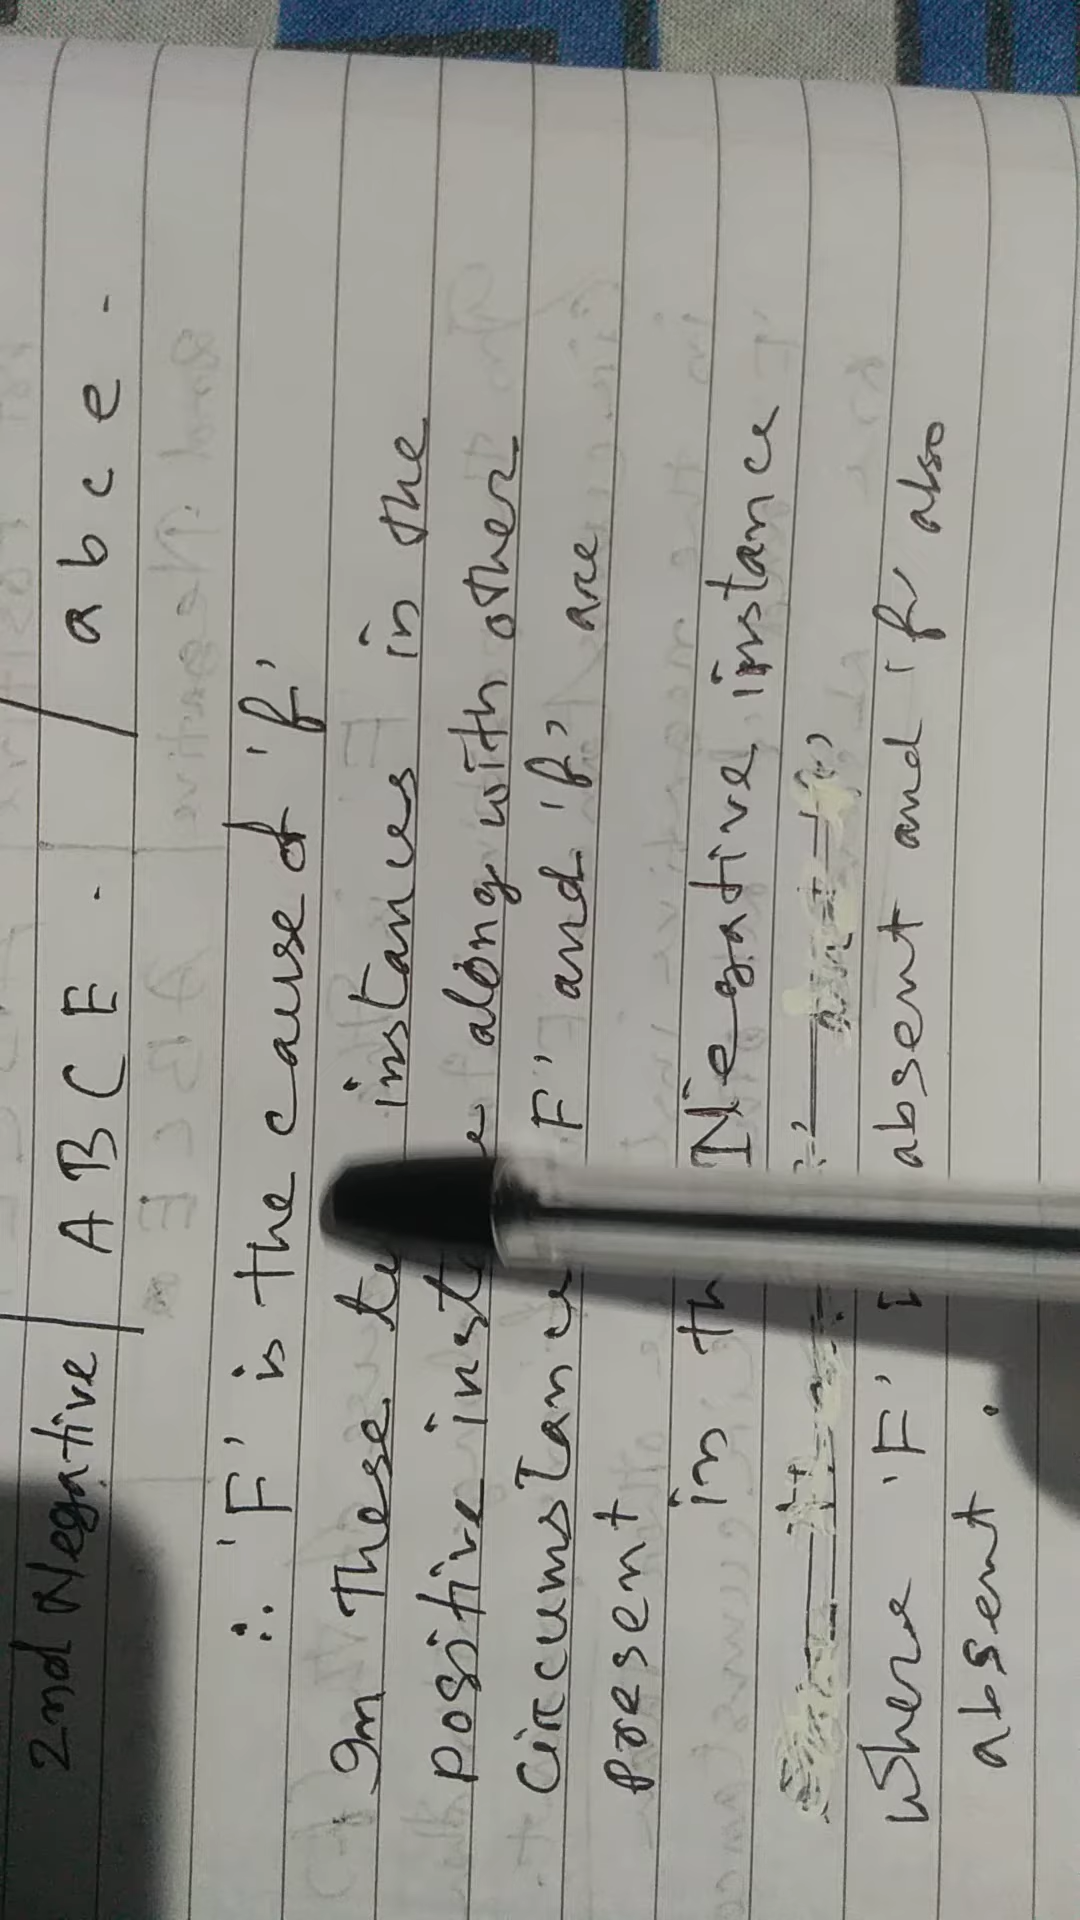 2nd Negative | A B C E . / a b c e .
∴ 'F' is the cause of 'f'
In These instances in the
positive along with other
Circumstance F' and 'f' are
present
in Negative instance
where 'F' absent and 'f' also
absent .